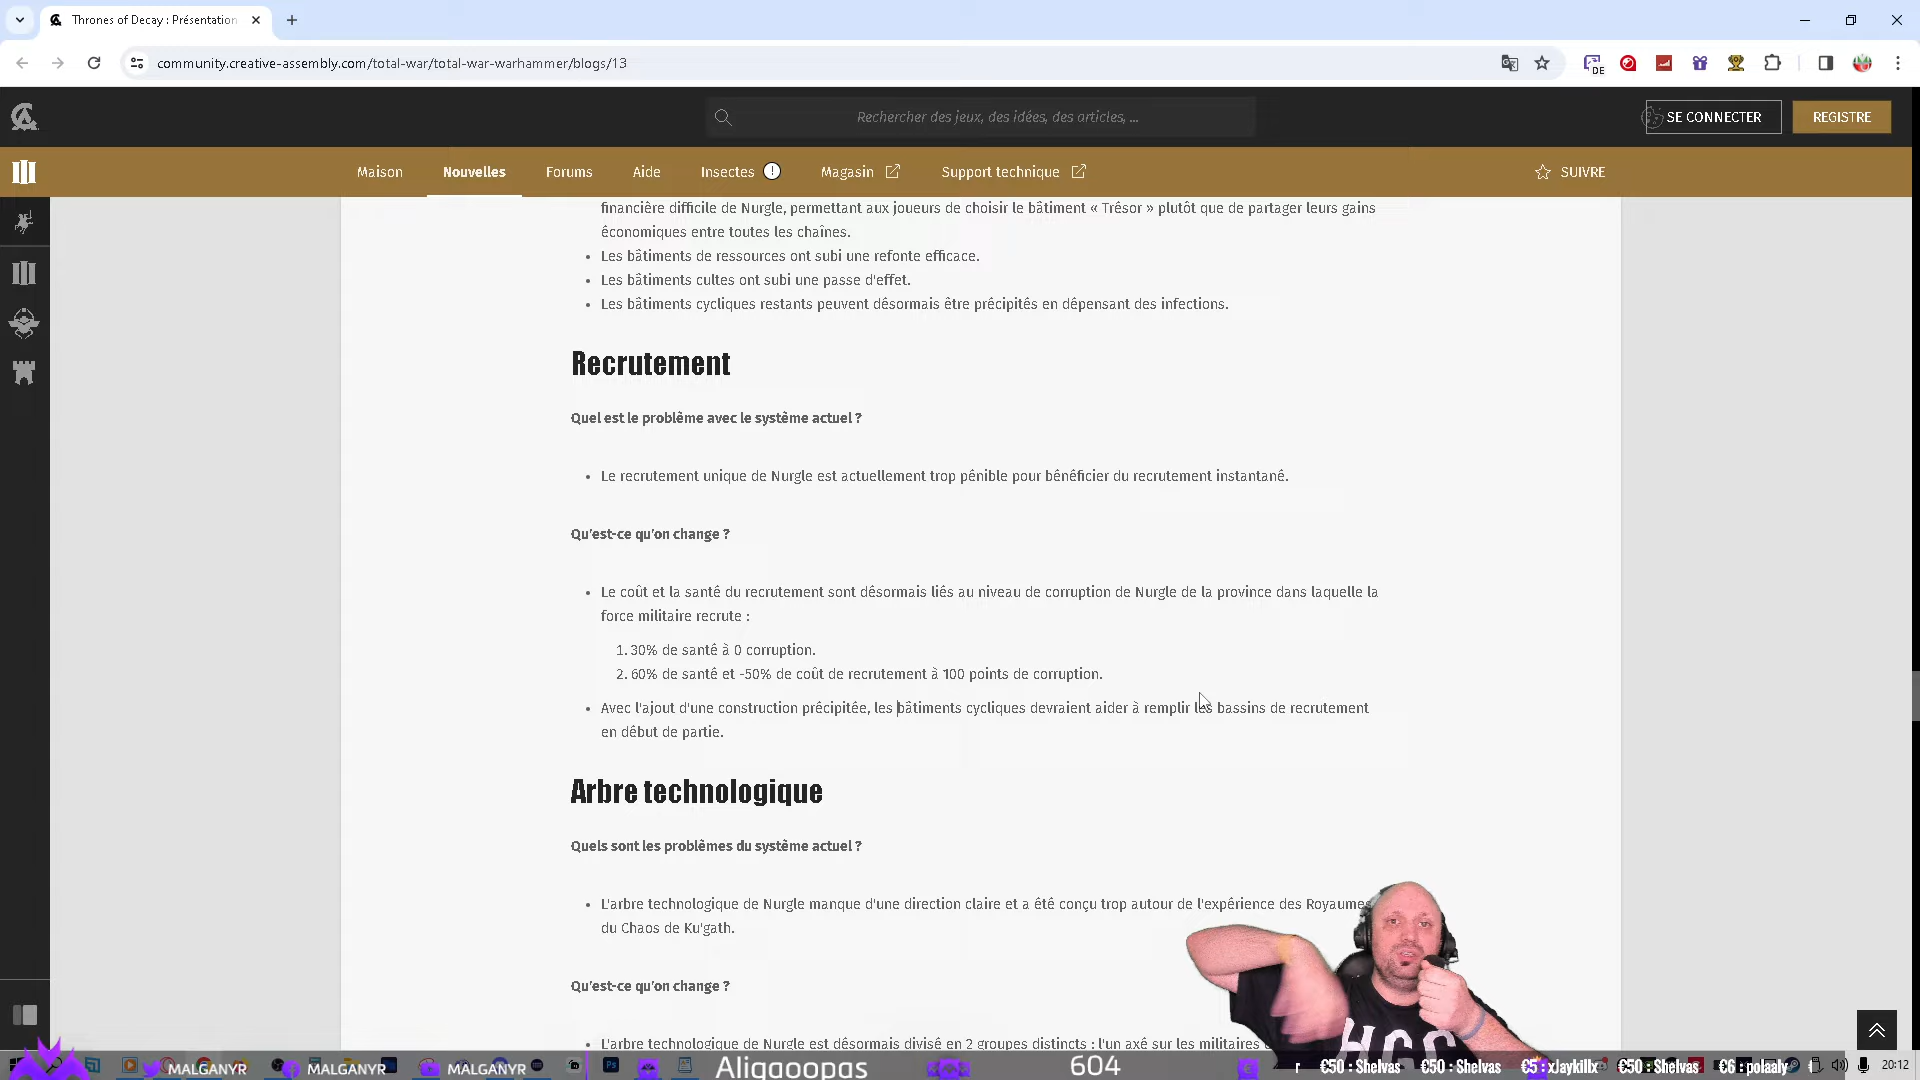 Thrones of Decay : Présentation
community.creative-assembly.com/total-war/total-war-warhammer/blogs/13
DE
Rechercher des jeux, des idées, des articles, ...
SE CONNECTER
REGISTRE
Maison
Nouvelles
Forums
Aide
Insectes
Magasin
Support technique
SUIVRE
financière difficile de Nurgle, permettant aux joueurs de choisir le bâtiment « Trésor » plutôt que de partager leurs gains
économiques entre toutes les chaînes.
Les bâtiments de ressources ont subi une refonte efficace.
Les bâtiments cultes ont subi une passe d'effet.
Les bâtiments cycliques restants peuvent désormais être précipités en dépensant des infections.
Recrutement
Quel est le problème avec le système actuel ?
Le recrutement unique de Nurgle est actuellement trop pénible pour bénéficier du recrutement instantané.
Qu'est-ce qu'on change ?
Le coût et la santé du recrutement sont désormais liés au niveau de corruption de Nurgle de la province dans laquelle la
force militaire recrute :
1. 30% de santé à 0 corruption.
2. 60% de santé et -50% de coût de recrutement à 100 points de corruption.
Avec l'ajout d'une construction précipitée, les bâtiments cycliques devraient aider à remplir les bassins de recrutement
en début de partie.
Arbre technologique
Quels sont les problèmes du système actuel ?
L'arbre technologique de Nurgle manque d'une direction claire et a été conçu trop autour de l'expérience des Royaumes
du Chaos de Ku'gath.
Qu'est-ce qu'on change ?
L'arbre technologique de Nurgle est désormais divisé en 2 groupes distincts : l'un axé sur les militaires
MALGANYR
MALGANYR
MALGANYR
Aligaoopas
604
€50 : Shelvas
€50 : Shelvas
€5 : xJaykillx
€50 : Shelvas
€6 : polaaly
20:12